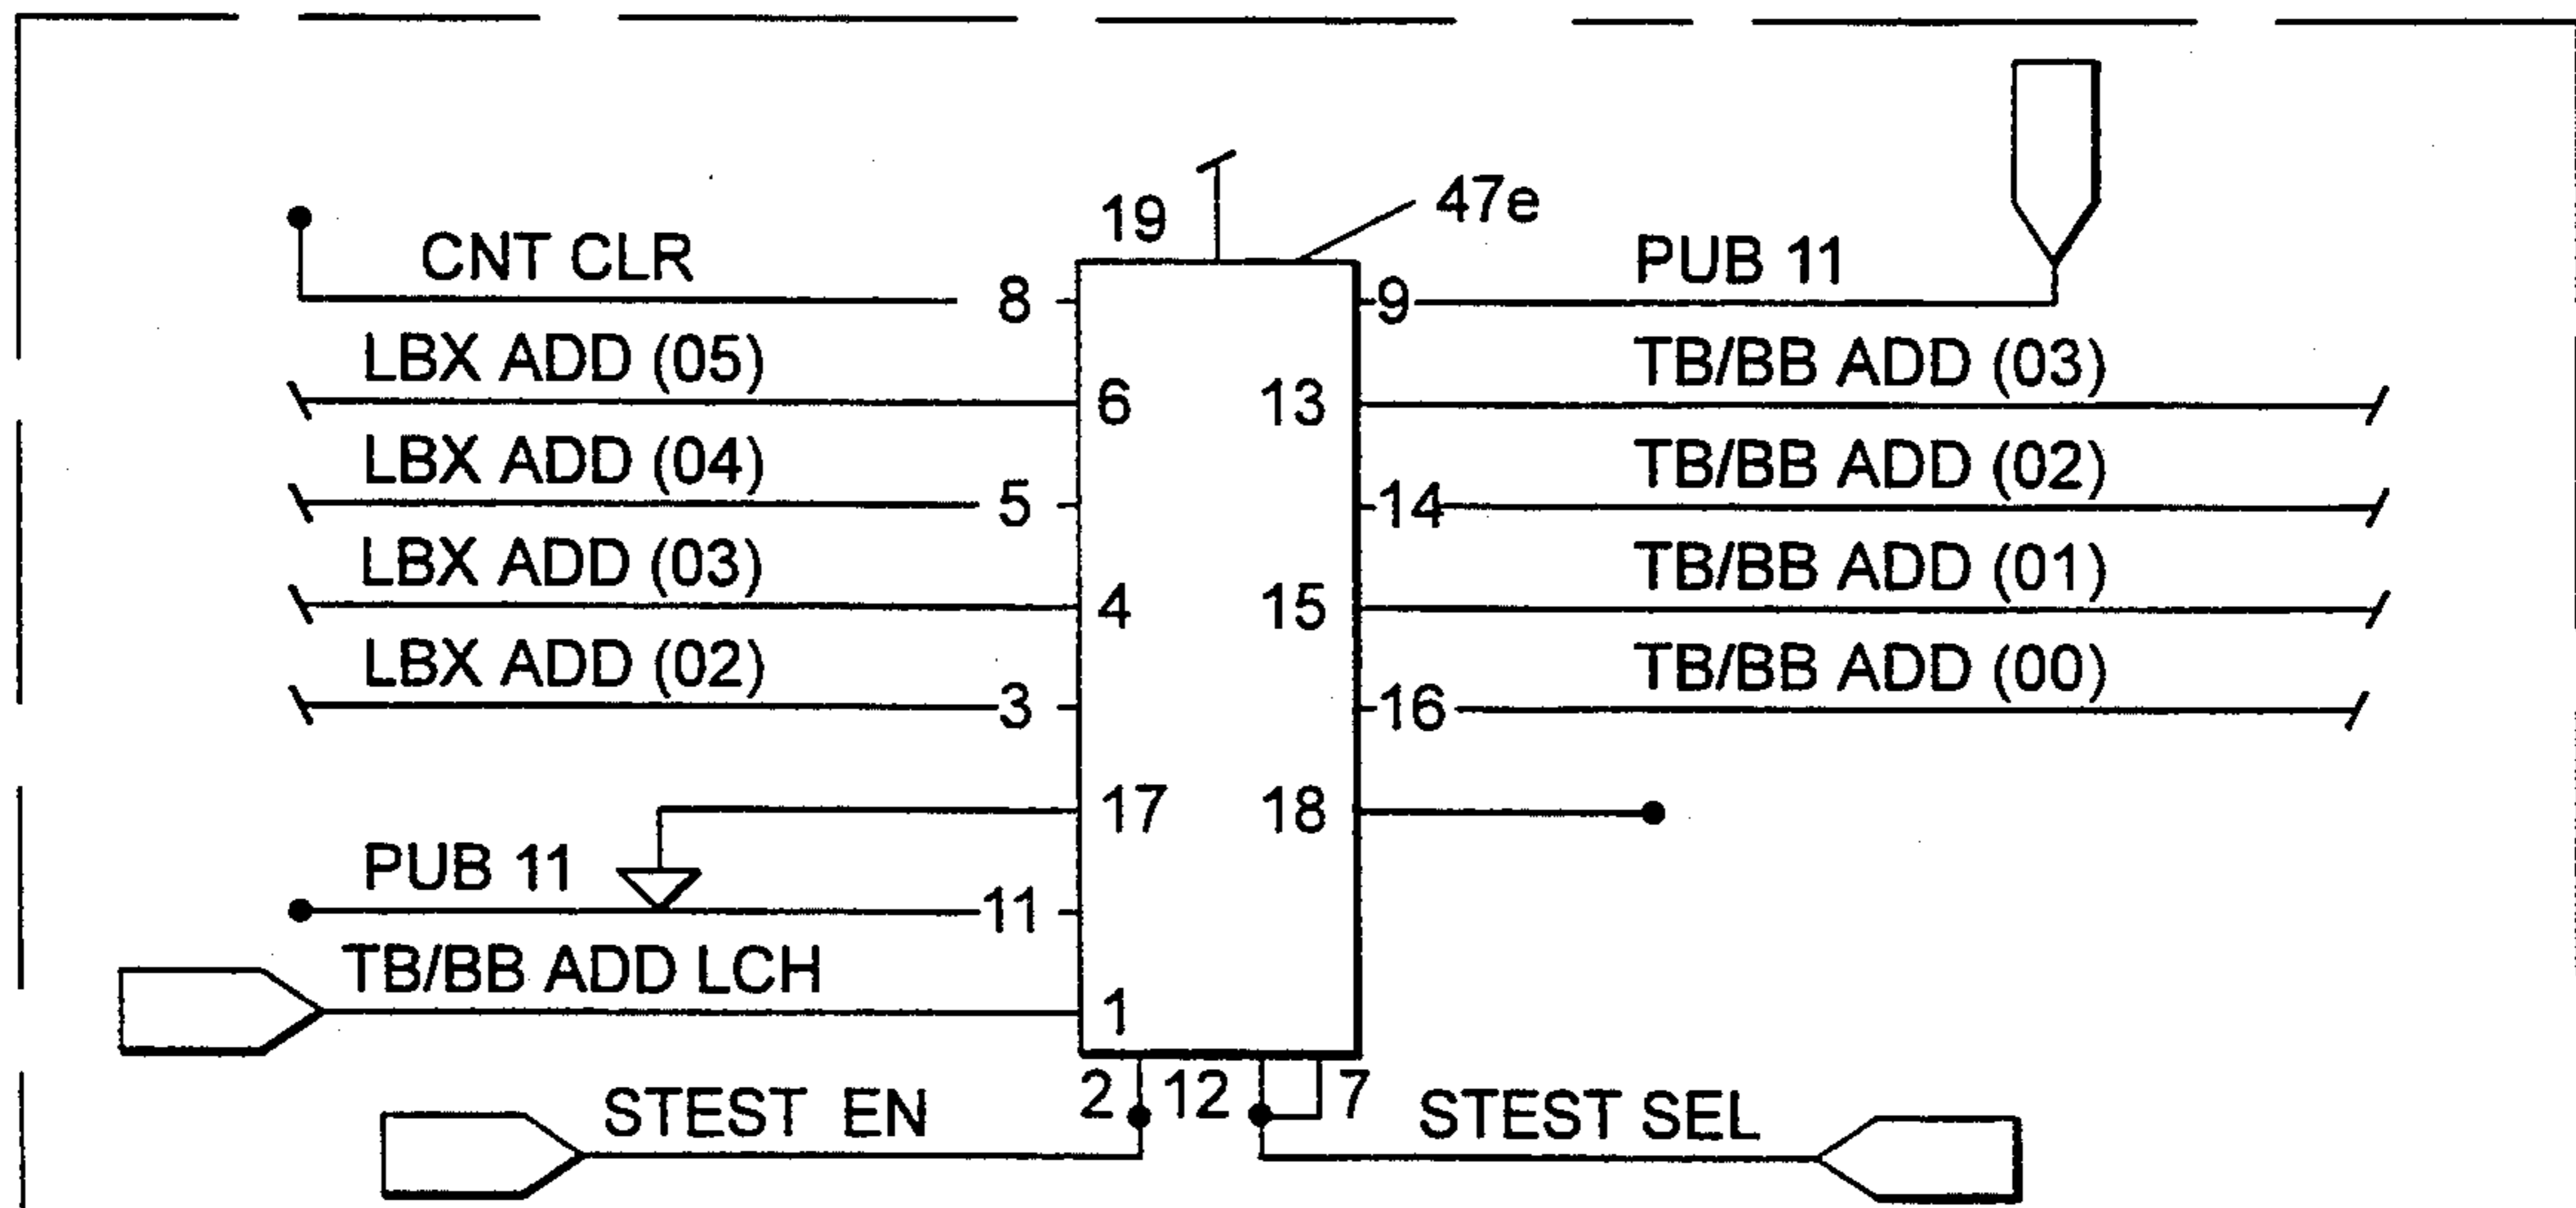 19 47e
CNT CLR 8 9 PUB 11
LBX ADD (05) 6 13 TB/BB ADD (03)
LBX ADD (04) 5 14 TB/BB ADD (02)
LBX ADD (03) 4 15 TB/BB ADD (01)
LBX ADD (02) 3 16 TB/BB ADD (00)
17 18
PUB 11 11
TB/BB ADD LCH 1
STEST EN 2 12 7 STEST SEL